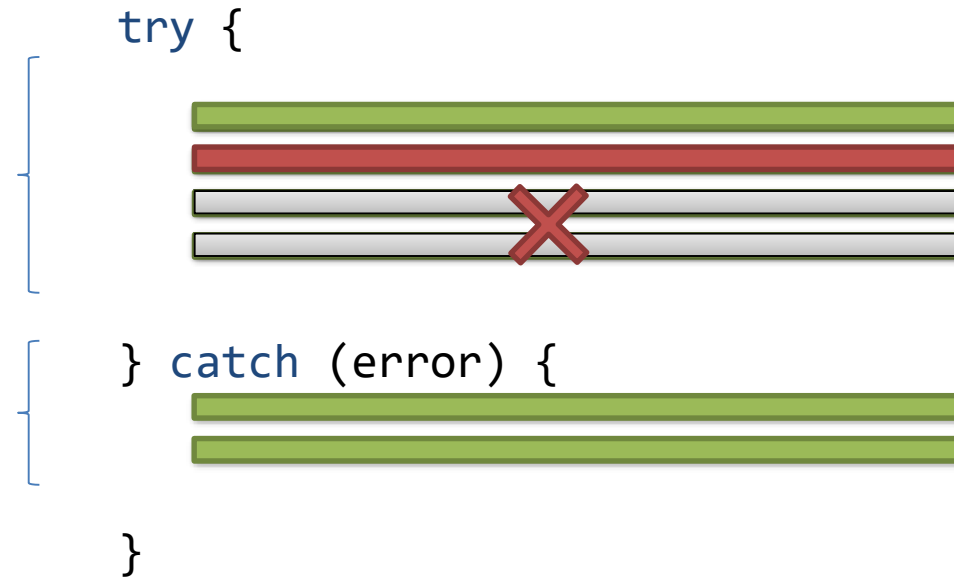 try {
} catch (error) {
}